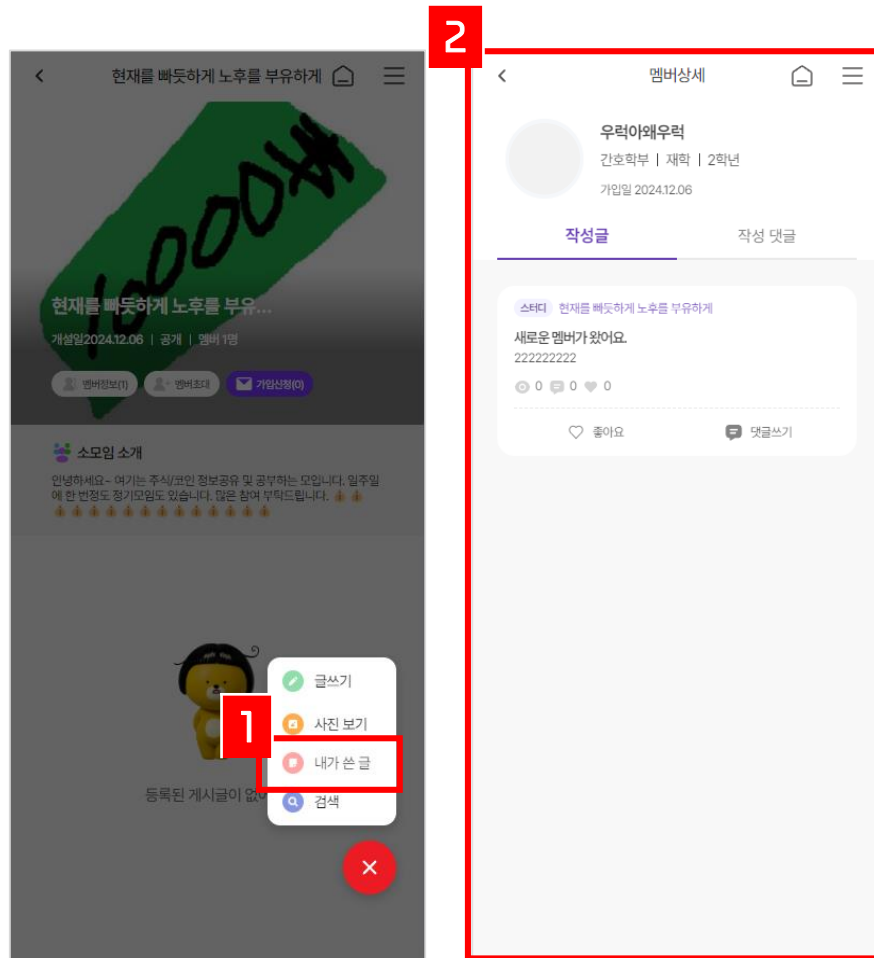 2
현재를 빠듯하게 노후를 부유하게
10000₩
현재를 빠듯하게 노후를 부유...
개설일2024.12.06 | 공개 | 멤버 1명
멤버정보(1)
멤버초대
가입신청(0)
소모임 소개
안녕하세요~ 여기는 주식/코인 정보공유 및 공부하는 모입니다. 일주일
에 한 번정도 정기모임도 있습니다. 많은 참여 부탁드립니다. 💰 💰
💰 💰 💰 💰 💰 💰 💰 💰 💰 💰 💰 💰 💰
글쓰기
1
사진 보기
내가 쓴 글
검색
등록된 게시글이 없
멤버상세
우럭아왜우럭
간호학부 | 재학 | 2학년
가입일 2024.12.06
작성글
작성 댓글
스터디 현재를 빠듯하게 노후를 부유하게
새로운 멤버가 왔어요.
222222222
0 0 0
좋아요
댓글쓰기